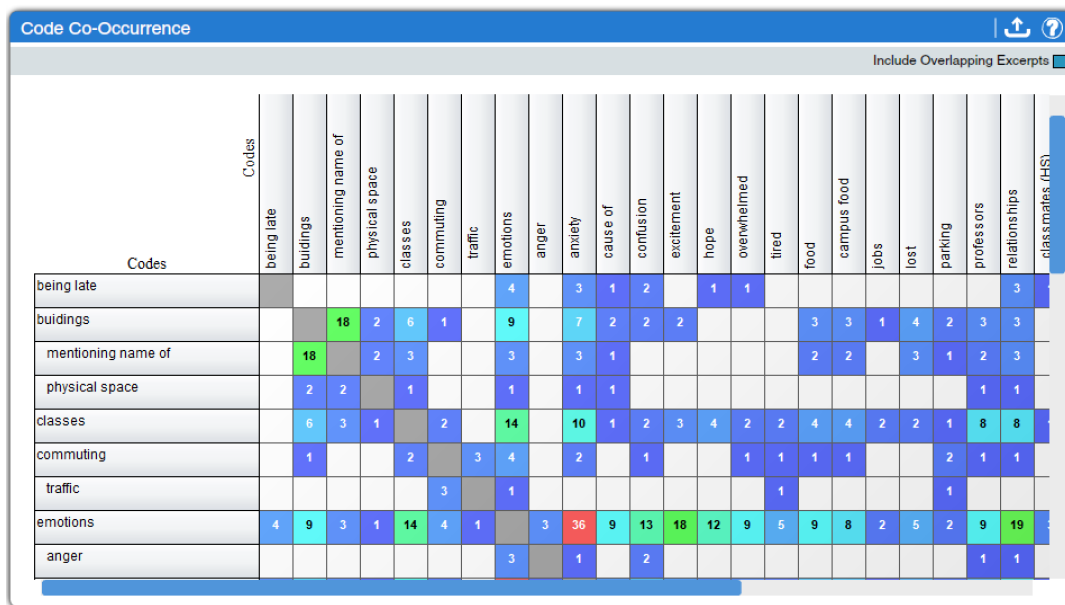 Code Co-Occurrence
Include Overlapping Excerpts
Codes
being late
buidings
mentioning name of
physical space
classes
commuting
traffic
emotions
anger
anxiety
cause of
confusion
excitement
hope
overwhelmed
tired
food
campus food
jobs
lost
parking
professors
relationships
classmates (HS)
Codes
being late 4 3 1 2 1 1 3
buidings 18 2 6 1 9 7 2 2 2 3 3 1 4 2 3 3
mentioning name of 18 2 3 3 3 1 2 2 3 1 2 3
physical space 2 2 1 1 1 1 1 1
classes 6 3 1 2 14 10 1 2 3 4 2 2 4 4 2 2 1 8 8
commuting 1 2 3 4 2 1 1 1 1 1 2 1 1
traffic 3 1 1 1
emotions 4 9 3 1 14 4 1 3 36 9 13 18 12 9 5 9 8 2 5 2 9 19
anger 3 1 2 1 1